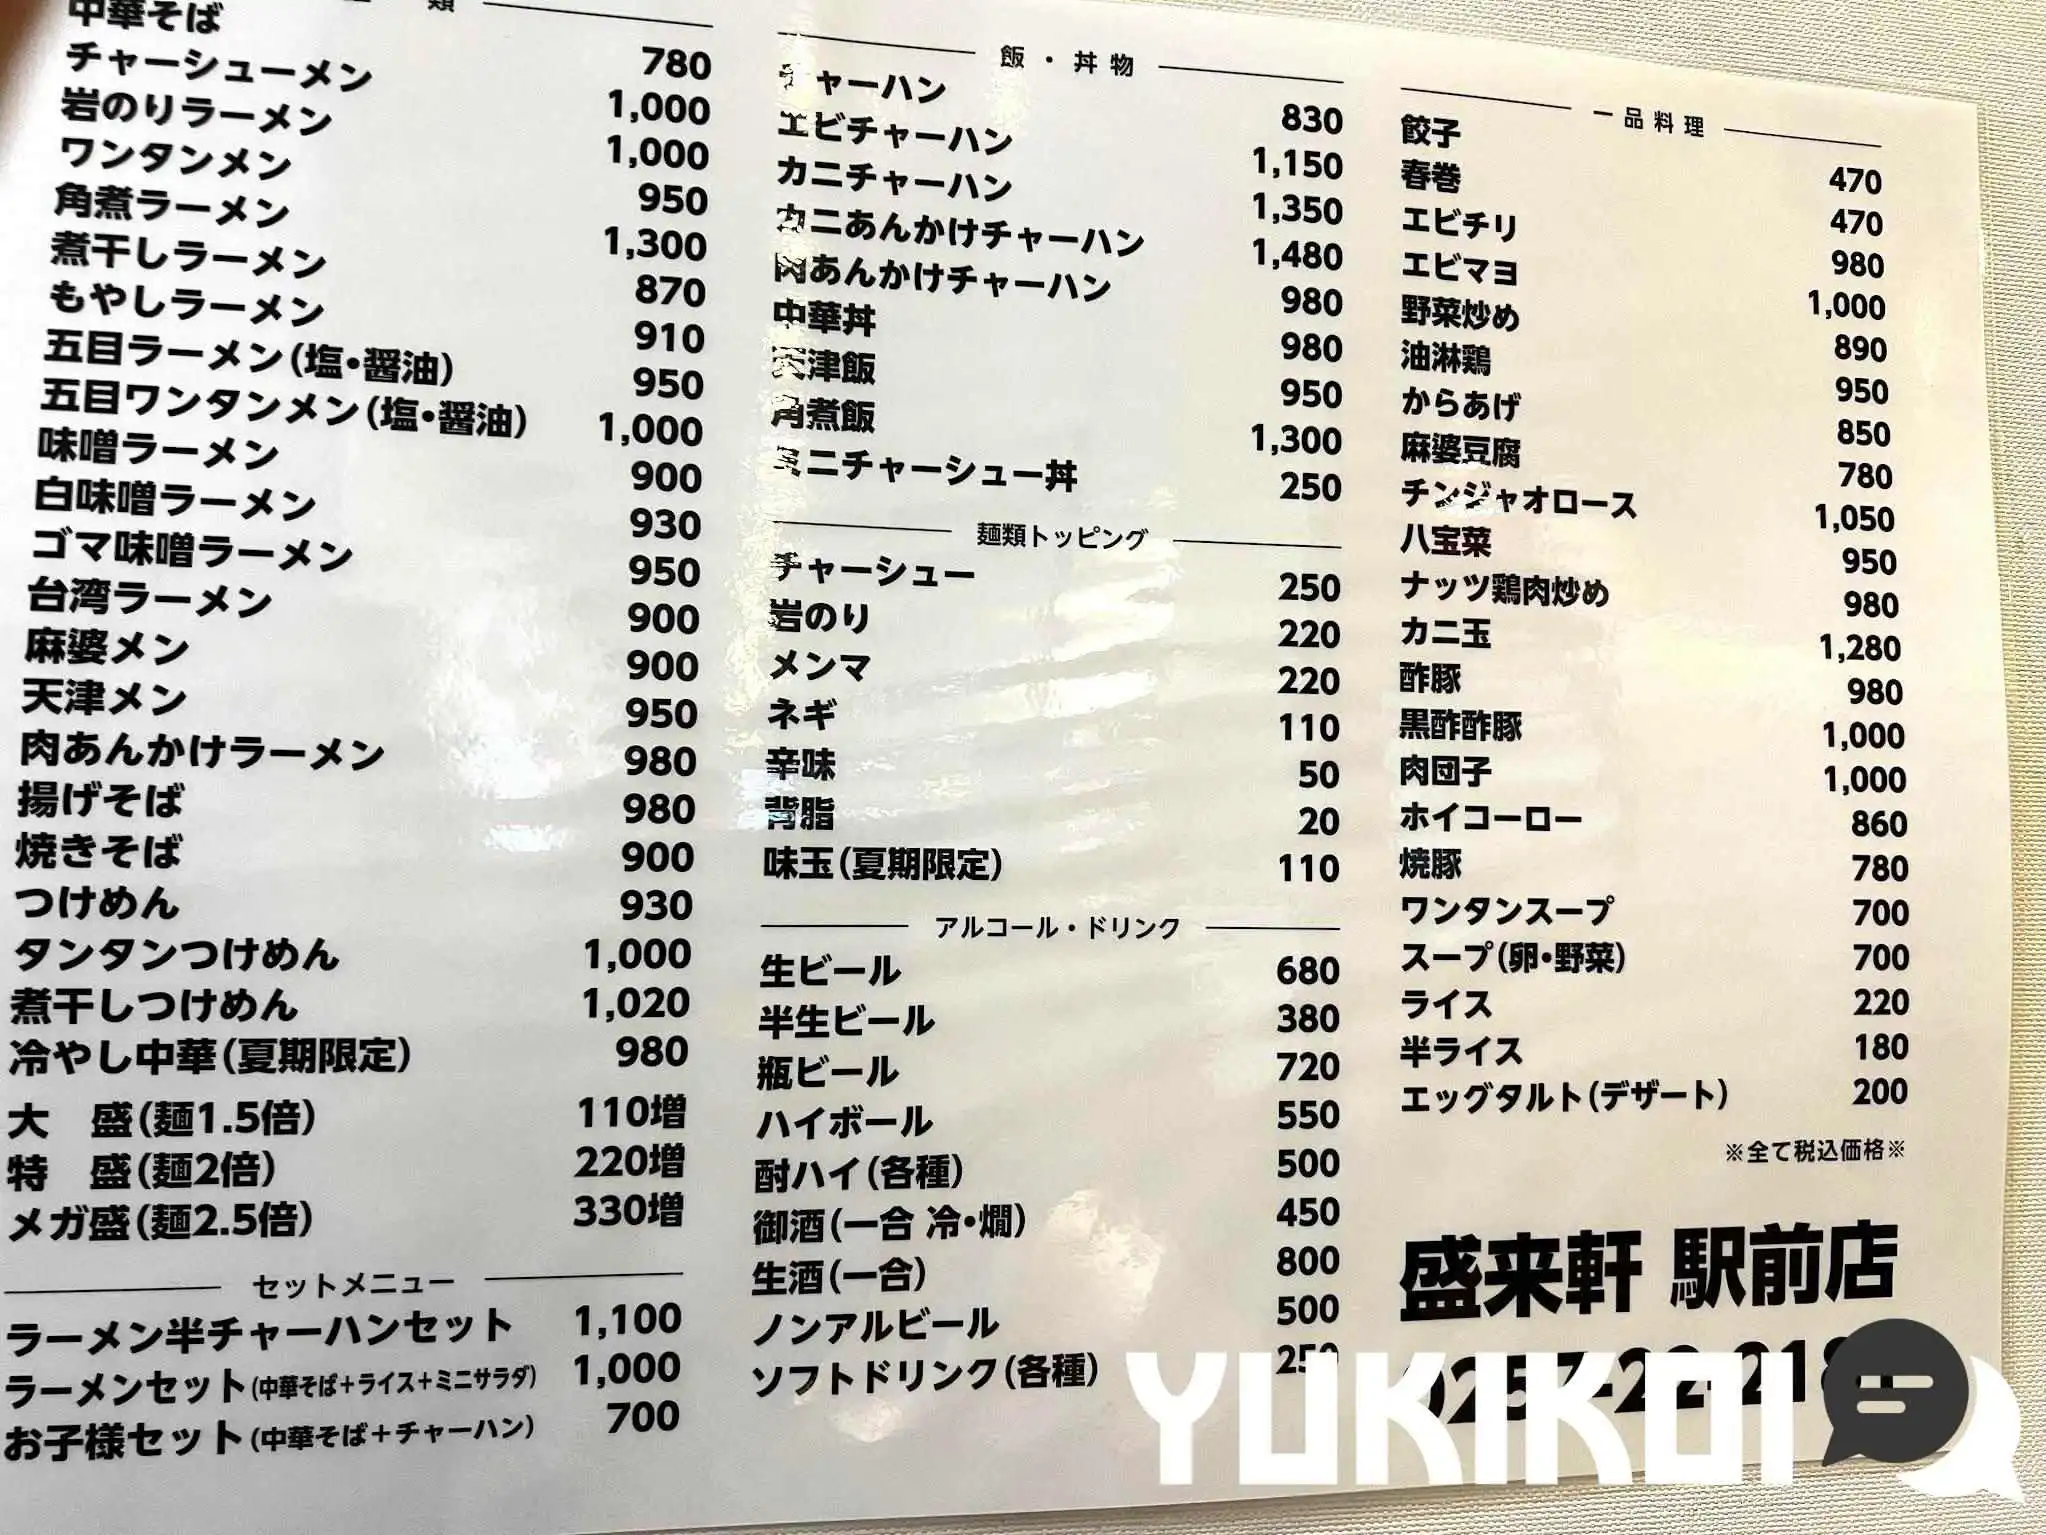 類
中華そば 780
チャーシューメン 1,000
岩のりラーメン 1,000
ワンタンメン 950
角煮ラーメン 1,300
煮干しラーメン 870
もやしラーメン 910
五目ラーメン(塩・醤油) 950
五目ワンタンメン(塩・醤油) 1,000
味噌ラーメン 900
白味噌ラーメン 930
ゴマ味噌ラーメン 950
台湾ラーメン 900
麻婆メン 900
天津メン 950
肉あんかけラーメン 980
揚げそば 980
焼きそば 900
つけめん 930
タンタンつけめん 1,000
煮干しつけめん 1,020
冷やし中華(夏期限定) 980
大　盛(麺1.5倍) 110増
特　盛(麺2倍) 220増
メガ盛(麺2.5倍) 330増
セットメニュー
ラーメン半チャーハンセット 1,100
ラーメンセット(中華そば+ライス+ミニサラダ) 1,000
お子様セット(中華そば+チャーハン) 700
飯・丼物
チャーハン 830
エビチャーハン 1,150
カニチャーハン 1,350
カニあんかけチャーハン 1,480
肉あんかけチャーハン 980
中華丼 980
天津飯 950
角煮飯 1,300
ミニチャーシュー丼 250
麺類トッピング
チャーシュー 250
岩のり 220
メンマ 220
ネギ 110
辛味 50
背脂 20
味玉(夏期限定) 110
アルコール・ドリンク
生ビール 680
半生ビール 380
瓶ビール 720
ハイボール 550
酎ハイ(各種) 500
御酒(一合 冷・燗) 450
生酒(一合) 800
ノンアルビール 500
ソフトドリンク(各種) 250
一品料理
餃子 470
春巻 470
エビチリ 980
エビマヨ 1,000
野菜炒め 890
油淋鶏 950
からあげ 850
麻婆豆腐 780
チンジャオロース 1,050
八宝菜 950
ナッツ鶏肉炒め 980
カニ玉 1,280
酢豚 980
黒酢酢豚 1,000
肉団子 1,000
ホイコーロー 860
焼豚 780
ワンタンスープ 700
スープ(卵・野菜) 700
ライス 220
半ライス 180
エッグタルト(デザート) 200
※全て税込価格※
盛来軒 駅前店
YUKIKOI